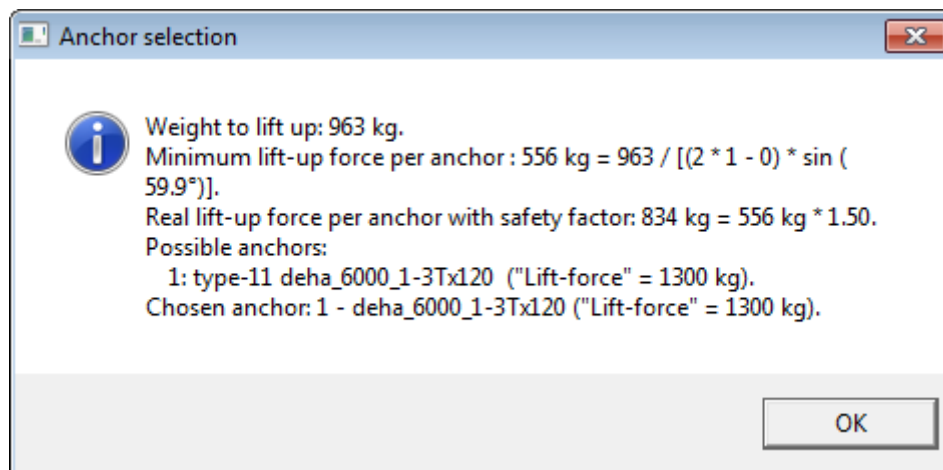 Anchor selection
Weight to lift up: 963 kg.
Minimum lift-up force per anchor : 556 kg = 963 / [(2 * 1 - 0) * sin (
59.9°)].
Real lift-up force per anchor with safety factor: 834 kg = 556 kg * 1.50.
Possible anchors:
1: type-11 deha_6000_1-3Tx120  ("Lift-force" = 1300 kg).
Chosen anchor: 1 - deha_6000_1-3Tx120 ("Lift-force" = 1300 kg).
OK